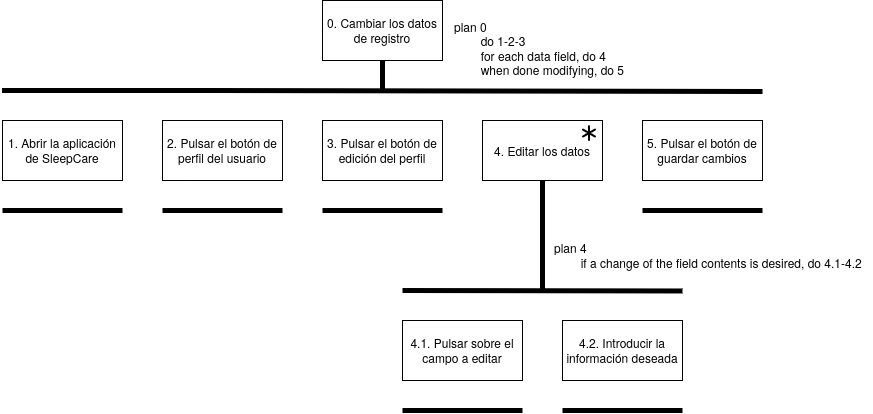 0. Cambiar los datos
de registro
plan 0
do 1-2-3
for each data field, do 4
when done modifying, do 5
1. Abrir la aplicación
de SleepCare
2. Pulsar el botón de
perfil del usuario
3. Pulsar el botón de
edición del perfil
4. Editar los datos
5. Pulsar el botón de
guardar cambios
plan 4
if a change of the field contents is desired, do 4.1-4.2
4.1. Pulsar sobre el
campo a editar
4.2. Introducir la
información deseada